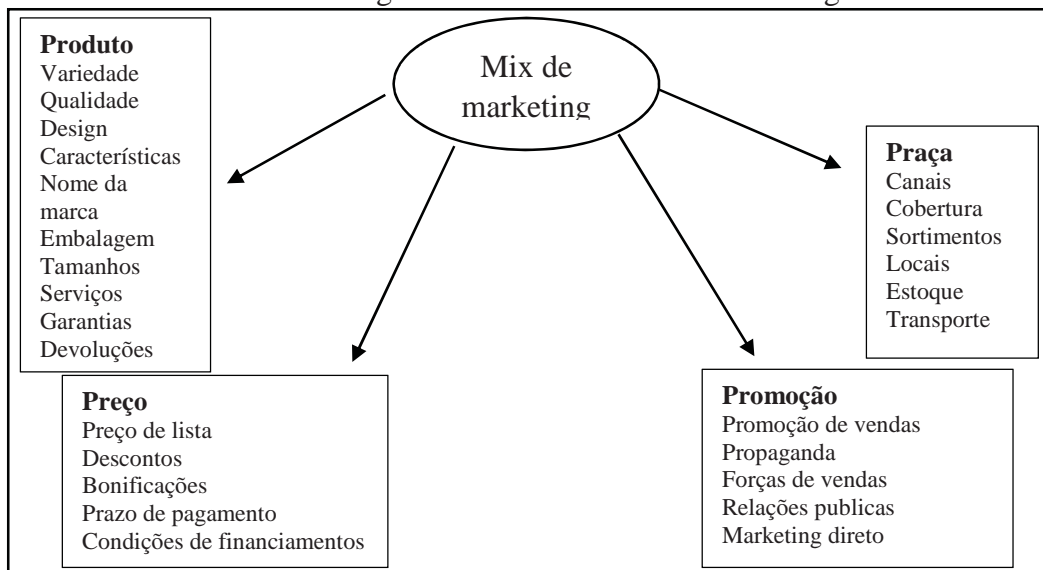 Mix de
marketing
Produto
Variedade
Qualidade
Design
Características
Nome da
marca
Embalagem
Tamanhos
Serviços
Garantias
Devoluções
Praça
Canais
Cobertura
Sortimentos
Locais
Estoque
Transporte
Preço
Preço de lista
Descontos
Bonificações
Prazo de pagamento
Condições de financiamentos
Promoção
Promoção de vendas
Propaganda
Forças de vendas
Relações publicas
Marketing direto